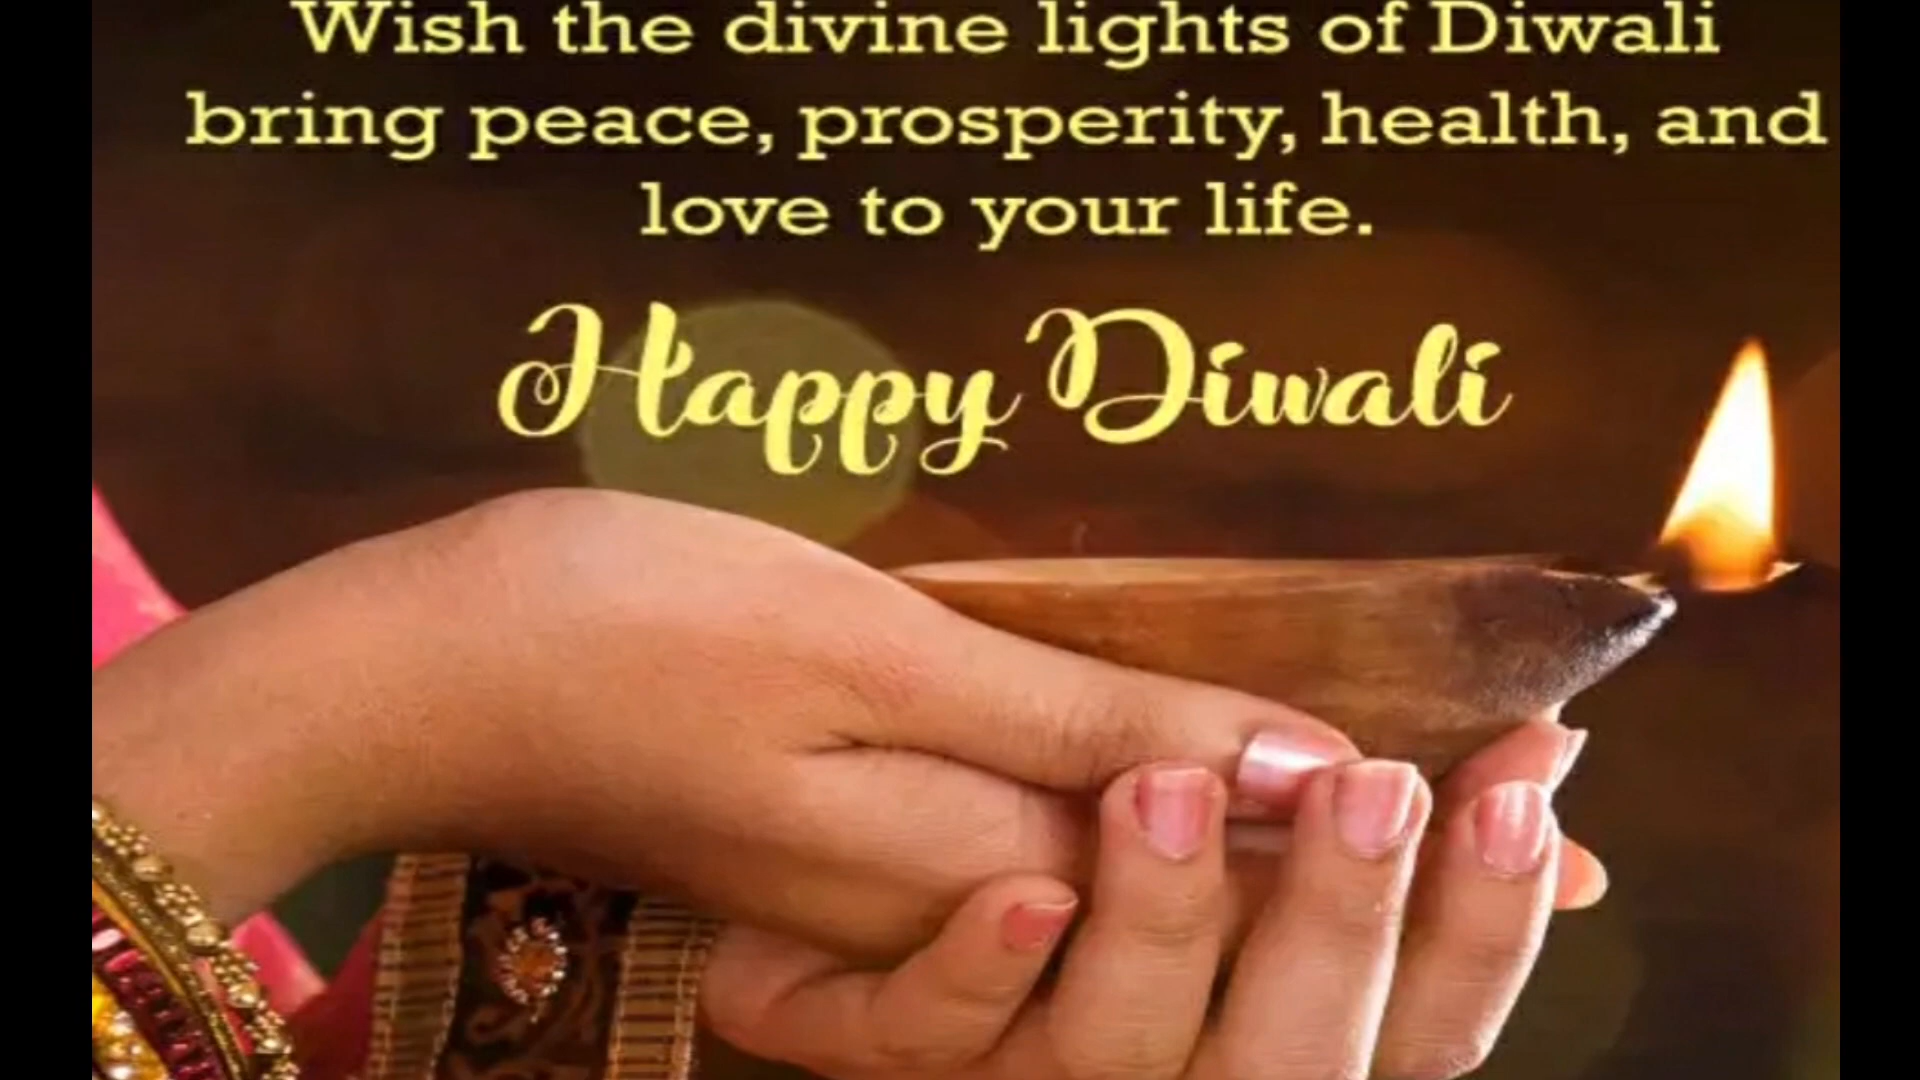 Wish the divine lights of Diwali
bring peace, prosperity, health, and
love to your life.
Happy Diwali